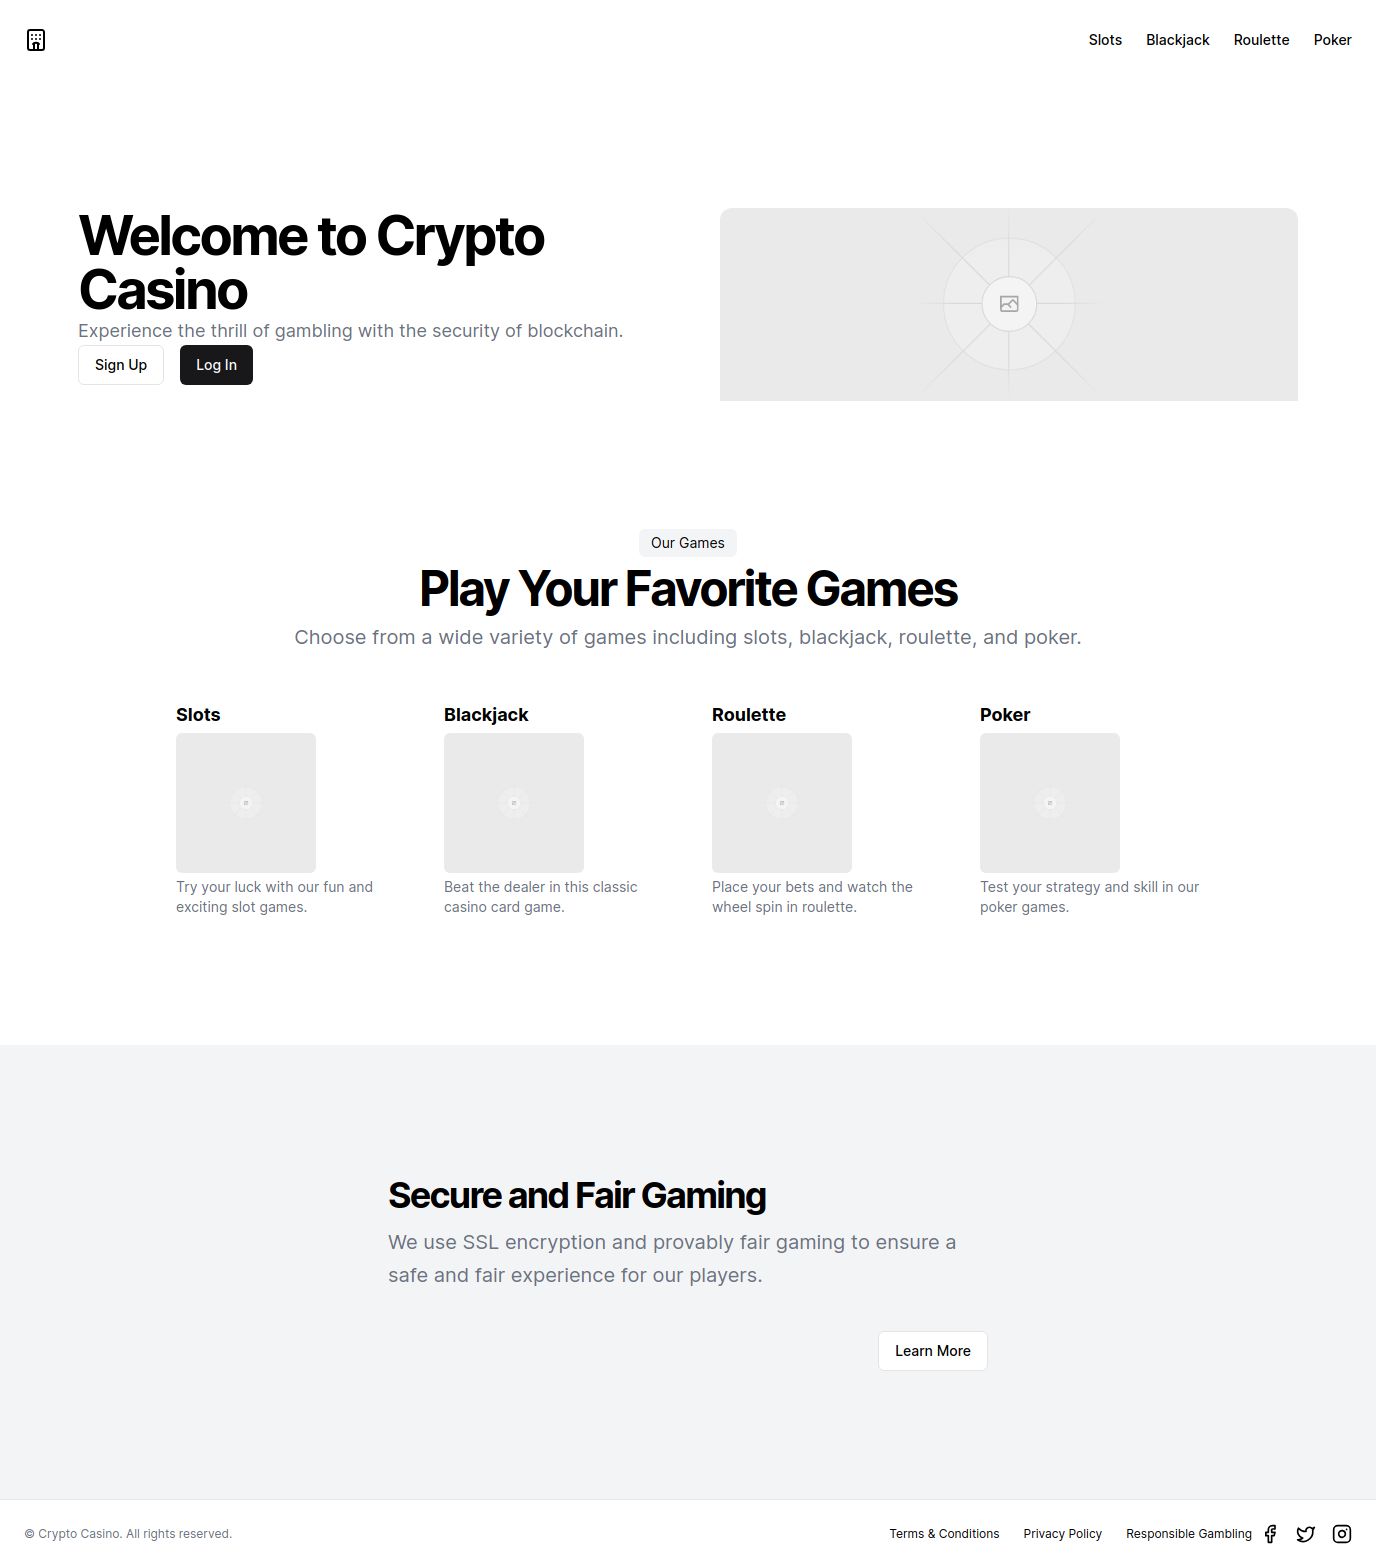 Slots Blackjack Roulette Poker
Welcome to Crypto
Casino
Experience the thrill of gambling with the security of blockchain.
Sign Up Log In
Our Games
Play Your Favorite Games
Choose from a wide variety of games including slots, blackjack, roulette, and poker.
Slots
Try your luck with our fun and
exciting slot games.
Blackjack
Beat the dealer in this classic
casino card game.
Roulette
Place your bets and watch the
wheel spin in roulette.
Poker
Test your strategy and skill in our
poker games.
Secure and Fair Gaming
We use SSL encryption and provably fair gaming to ensure a
safe and fair experience for our players.
Learn More
© Crypto Casino. All rights reserved.
Terms & Conditions Privacy Policy Responsible Gambling